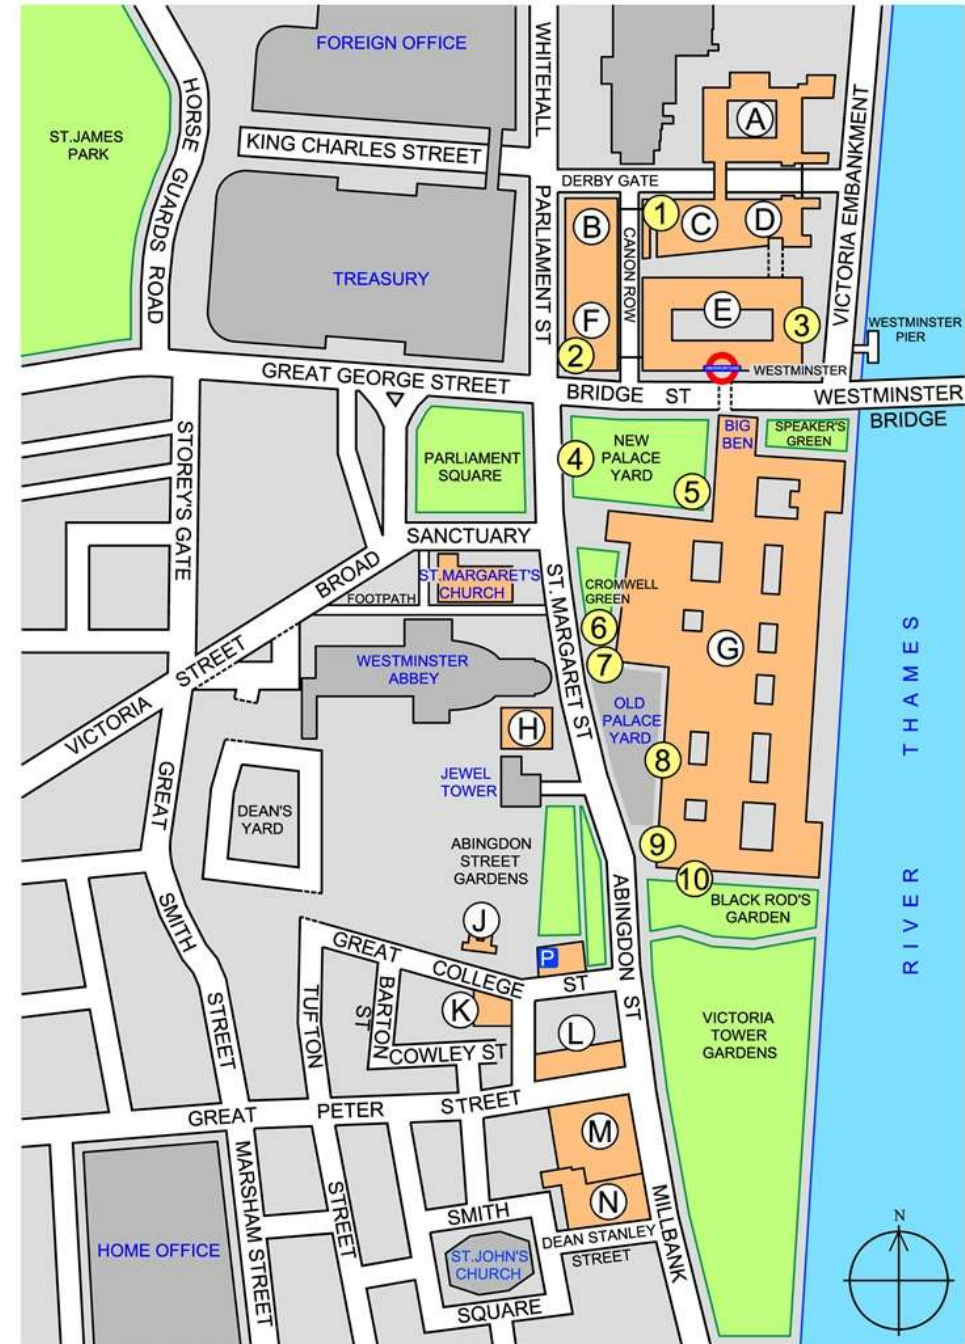 FOREIGN OFFICE
WHITEHALL
HORSE GUARDS ROAD
ST.JAMES
PARK
KING CHARLES STREET
A
VICTORIA EMBANKMENT
DERBY GATE
PARLIAMENT ST
B
CANON ROW
1
C
D
TREASURY
F
E
3
2
WESTMINSTER
PIER
UNDERGROUND
WESTMINSTER
GREAT GEORGE STREET
BRIDGE ST
WESTMINSTER
BRIDGE
STOREY'S GATE
PARLIAMENT
SQUARE
4
NEW
PALACE
YARD
5
BIG
BEN
SPEAKER'S
GREEN
BROAD SANCTUARY
ST.MARGARET'S
CHURCH
FOOTPATH
ST. MARGARET ST
CROMWELL
GREEN
6
7
G
VICTORIA STREET
WESTMINSTER
ABBEY
OLD
PALACE
YARD
H
8
JEWEL
TOWER
RIVER THAMES
DEAN'S
YARD
ABINGDON
STREET
GARDENS
9
10
BLACK ROD'S
GARDEN
GREAT SMITH STREET
J
ABINGDON ST
P
GREAT COLLEGE ST
TUFTON STREET
BARTON
ST
K
L
COWLEY ST
VICTORIA
TOWER
GARDENS
GREAT PETER STREET
M
MARSHAM STREET
N
MILLBANK
SMITH SQUARE
DEAN STANLEY
STREET
HOME OFFICE
ST.JOHN'S
CHURCH
N